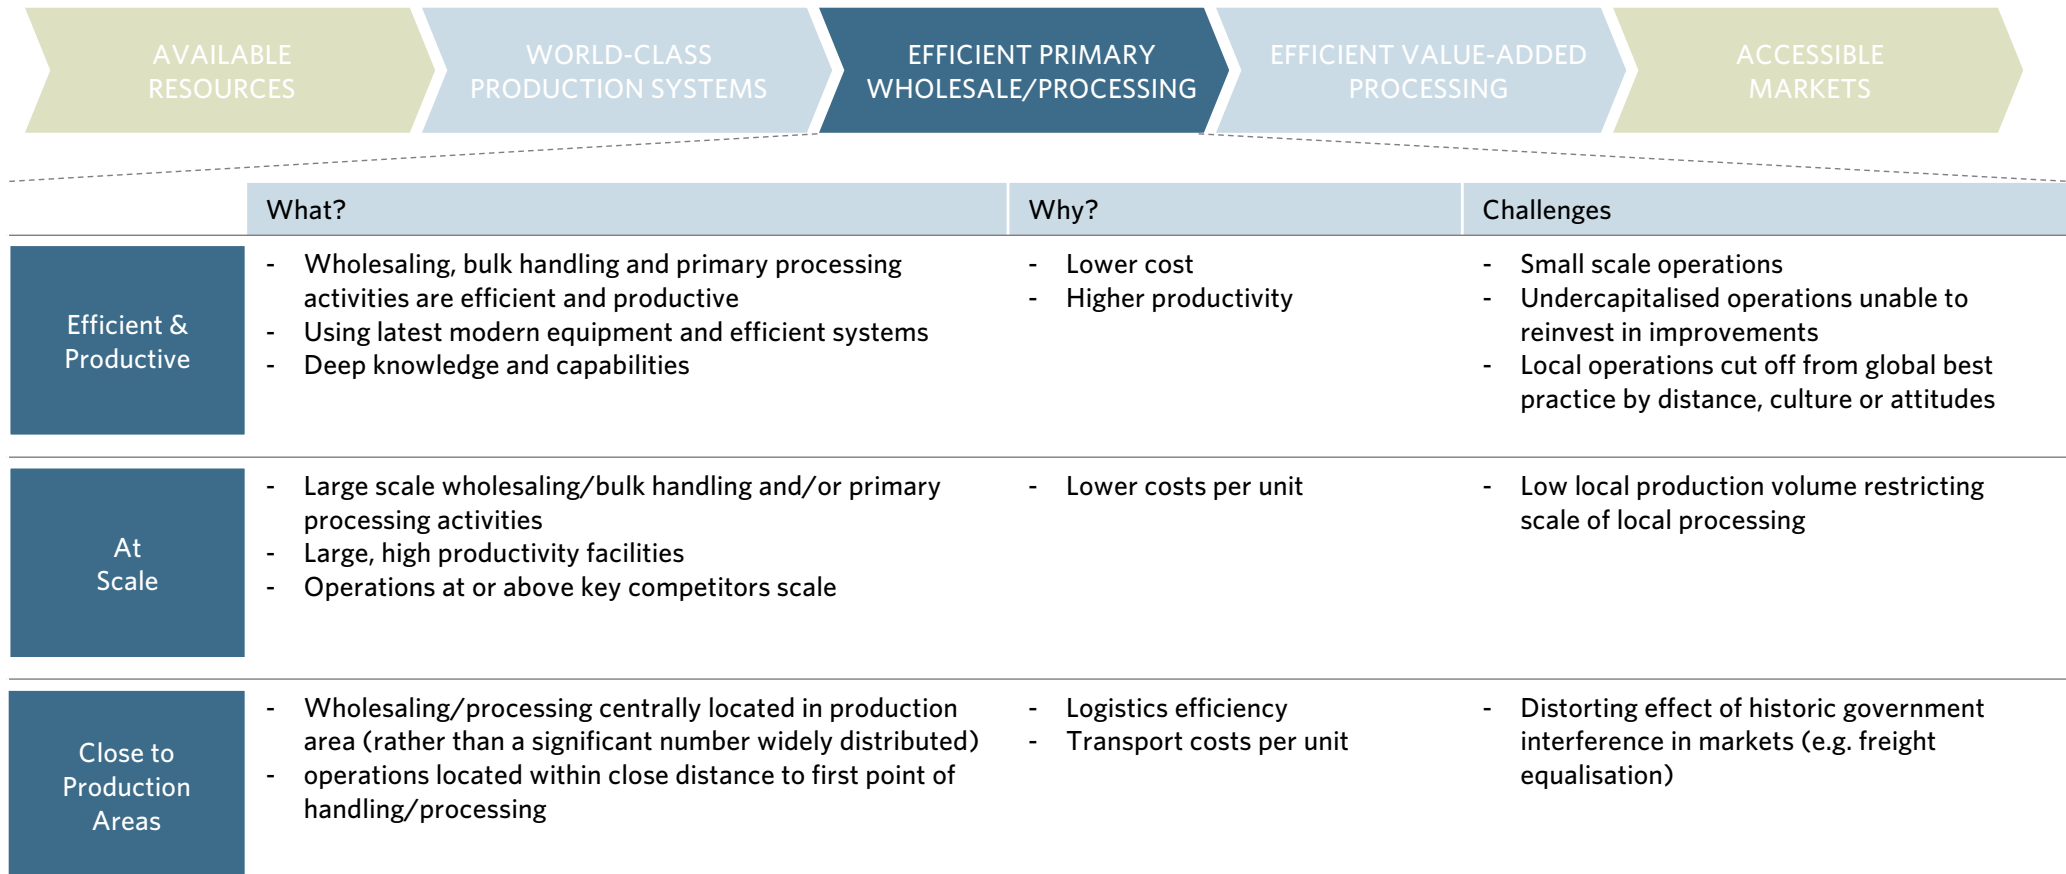 AVAILABLE
RESOURCES
WORLD-CLASS
PRODUCTION SYSTEMS
EFFICIENT PRIMARY
WHOLESALE/PROCESSING
EFFICIENT VALUE-ADDED
PROCESSING
ACCESSIBLE
MARKETS
What?
Why?
Challenges
Efficient &
Productive
- Wholesaling, bulk handling and primary processing
activities are efficient and productive
- Using latest modern equipment and efficient systems
- Deep knowledge and capabilities
- Lower cost
- Higher productivity
- Small scale operations
- Undercapitalised operations unable to
reinvest in improvements
- Local operations cut off from global best
practice by distance, culture or attitudes
At
Scale
- Large scale wholesaling/bulk handling and/or primary
processing activities
- Large, high productivity facilities
- Operations at or above key competitors scale
- Lower costs per unit
- Low local production volume restricting
scale of local processing
Close to
Production
Areas
- Wholesaling/processing centrally located in production
area (rather than a significant number widely distributed)
- operations located within close distance to first point of
handling/processing
- Logistics efficiency
- Transport costs per unit
- Distorting effect of historic government
interference in markets (e.g. freight
equalisation)